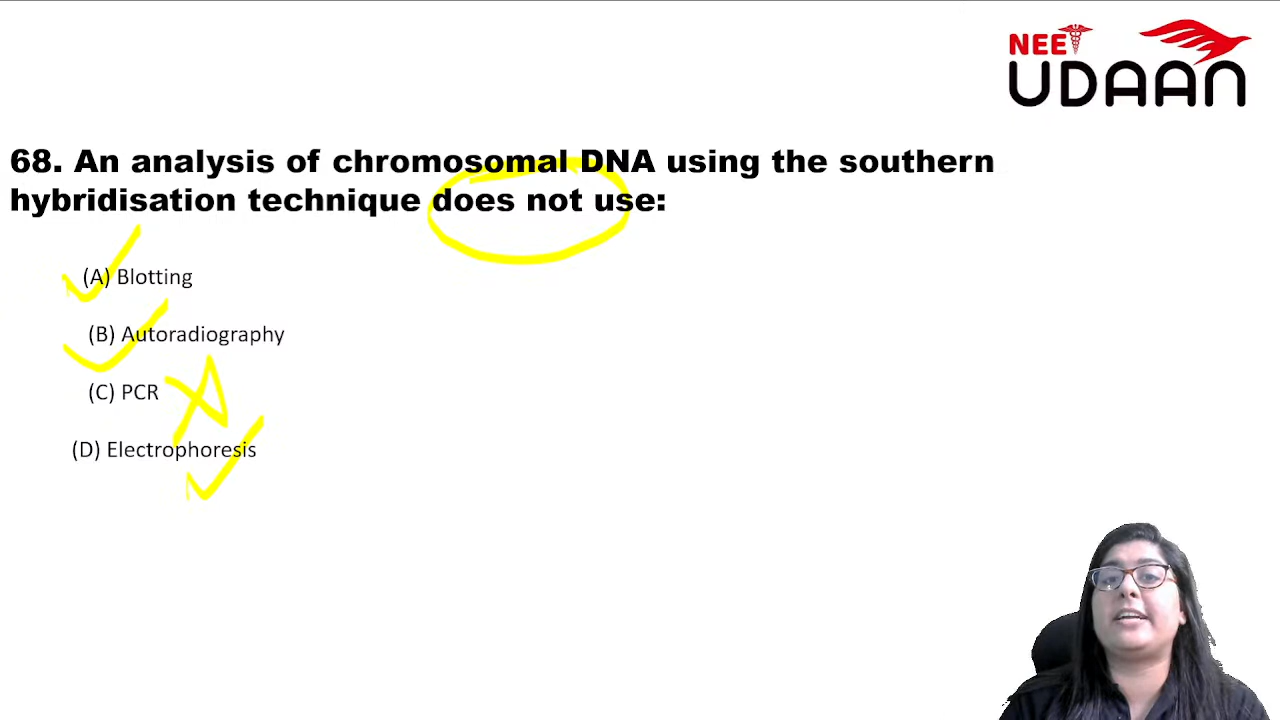 NEET
UDAAN
68. An analysis of chromosomal DNA using the southern
hybridisation technique does not use:
(A) Blotting
(B) Autoradiography
(C) PCR
(D) Electrophoresis